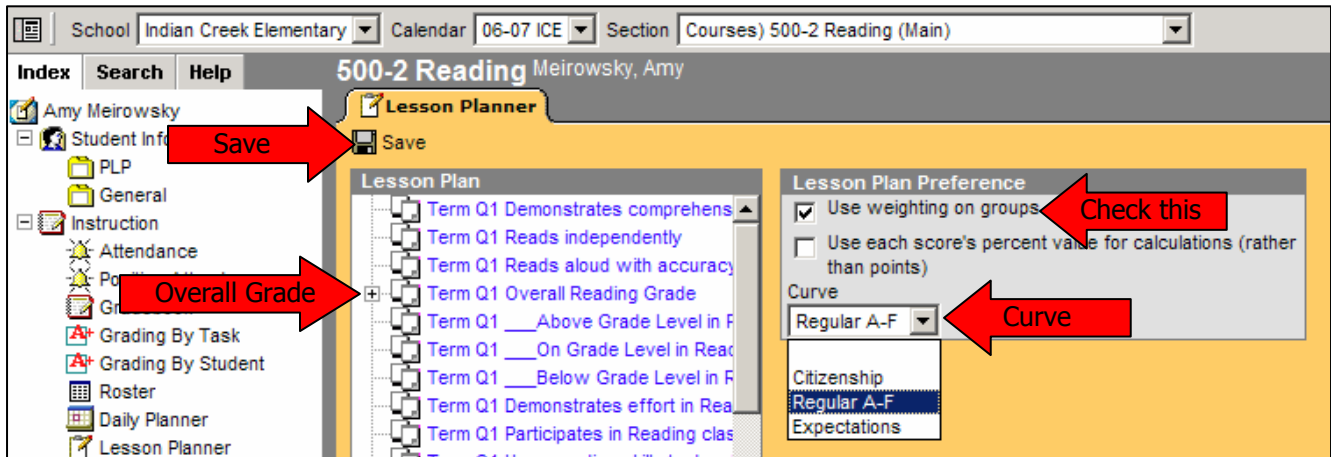 School Indian Creek Elementary Calendar 06-07 ICE Section Courses) 500-2 Reading (Main)
Index Search Help
500-2 Reading Meirowsky, Amy
Amy Meirowsky
Lesson Planner
Student Info
Save
Save
PLP
General
Instruction
Attendance
Grading By Task
Grading By Student
Roster
Daily Planner
Lesson Planner
Overall Grade
Lesson Plan
Term Q1 Demonstrates comprehens
Term Q1 Reads independently
Term Q1 Reads aloud with accuracy
Term Q1 Overall Reading Grade
Term Q1 ___Above Grade Level in R
Term Q1 ___On Grade Level in Read
Term Q1 ___Below Grade Level in R
Term Q1 Demonstrates effort in Rea
Term Q1 Participates in Reading clas
Lesson Plan Preference
Use weighting on groups
Check this
Use each score's percent value for calculations (rather
than points)
Curve
Regular A-F
Curve
Citizenship
Regular A-F
Expectations